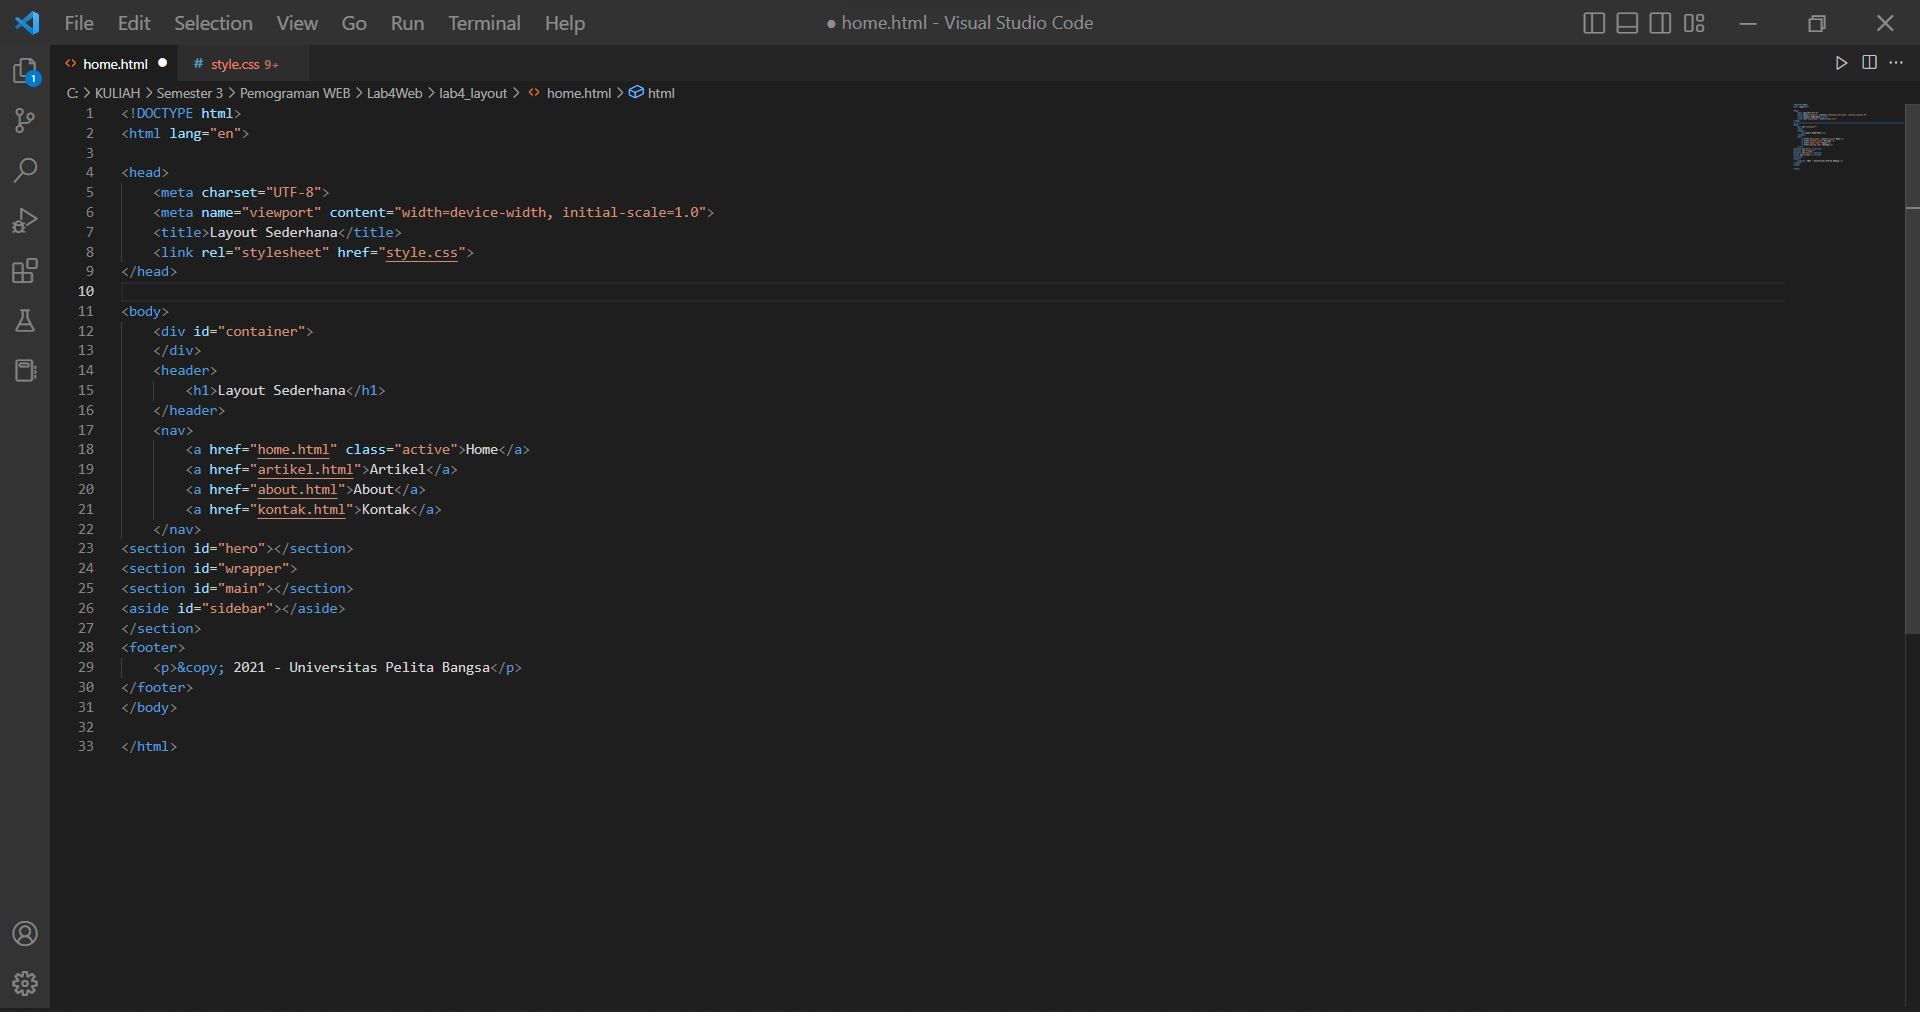 File Edit Selection View Go Run Terminal Help ● home.html - Visual Studio Code
home.html ● # style.css 9+
1
C: > KULIAH > Semester 3 > Pemograman WEB > Lab4Web > lab4_layout > <> home.html > html
1 <!DOCTYPE html>
2 <html lang="en">
3
4 <head>
5     <meta charset="UTF-8">
6     <meta name="viewport" content="width=device-width, initial-scale=1.0">
7     <title>Layout Sederhana</title>
8     <link rel="stylesheet" href="style.css">
9 </head>
10
11 <body>
12     <div id="container">
13     </div>
14     <header>
15         <h1>Layout Sederhana</h1>
16     </header>
17     <nav>
18         <a href="home.html" class="active">Home</a>
19         <a href="artikel.html">Artikel</a>
20         <a href="about.html">About</a>
21         <a href="kontak.html">Kontak</a>
22     </nav>
23 <section id="hero"></section>
24 <section id="wrapper">
25 <section id="main"></section>
26 <aside id="sidebar"></aside>
27 </section>
28 <footer>
29     <p>&copy; 2021 - Universitas Pelita Bangsa</p>
30 </footer>
31 </body>
32
33 </html>